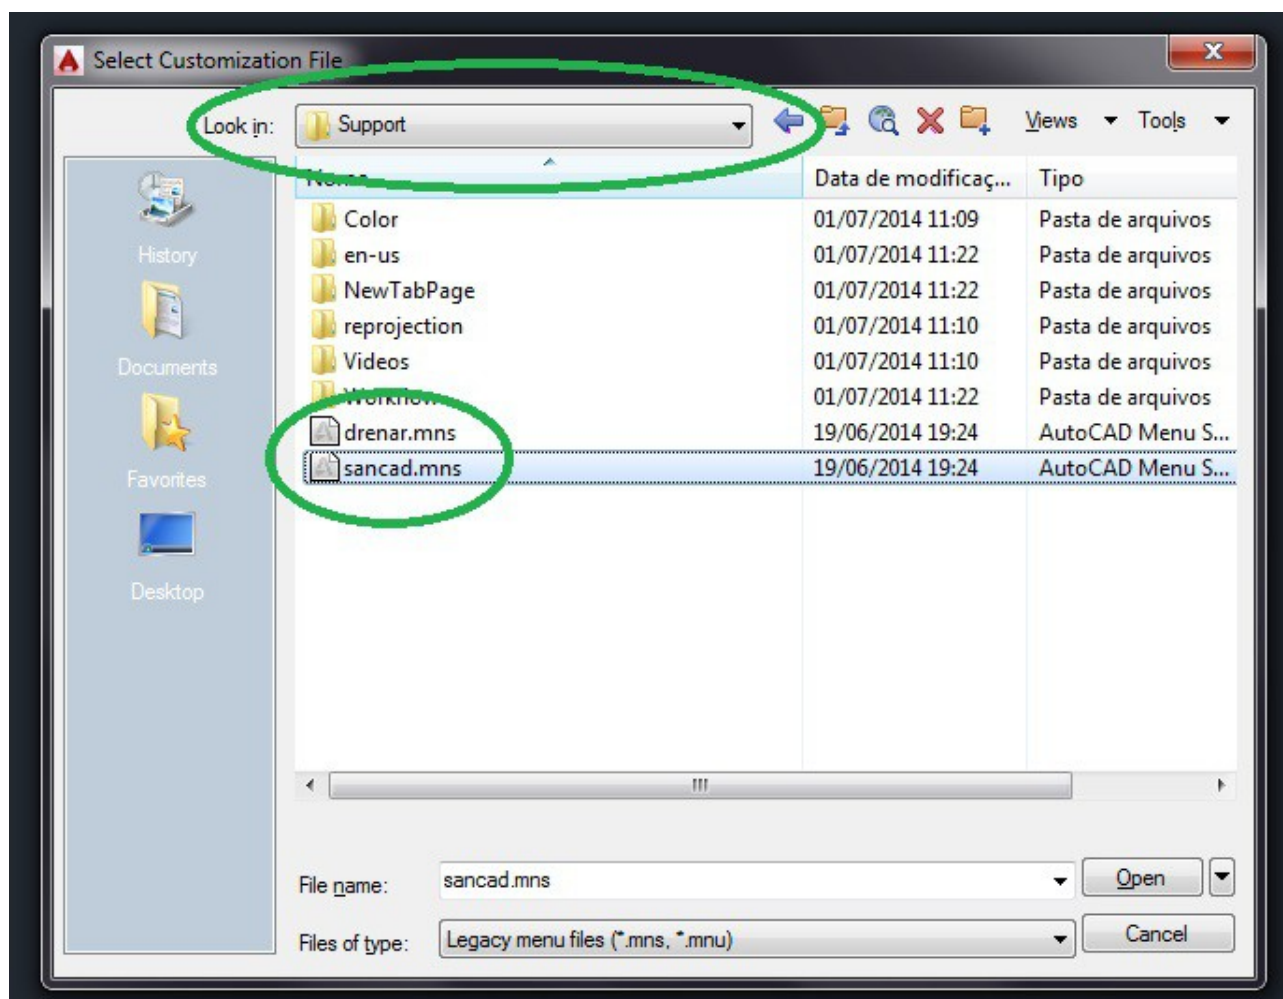 Select Customization File
Look in: Support Views Tools
Data de modificaç... Tipo
Color 01/07/2014 11:09 Pasta de arquivos
History
en-us 01/07/2014 11:22 Pasta de arquivos
NewTabPage 01/07/2014 11:22 Pasta de arquivos
reprojection 01/07/2014 11:10 Pasta de arquivos
Documents
Videos 01/07/2014 11:10 Pasta de arquivos
Workflow 01/07/2014 11:22 Pasta de arquivos
drenar.mns 19/06/2014 19:24 AutoCAD Menu S...
sancad.mns 19/06/2014 19:24 AutoCAD Menu S...
Favorites
Desktop
File name: sancad.mns Open
Files of type: Legacy menu files (*.mns, *.mnu) Cancel